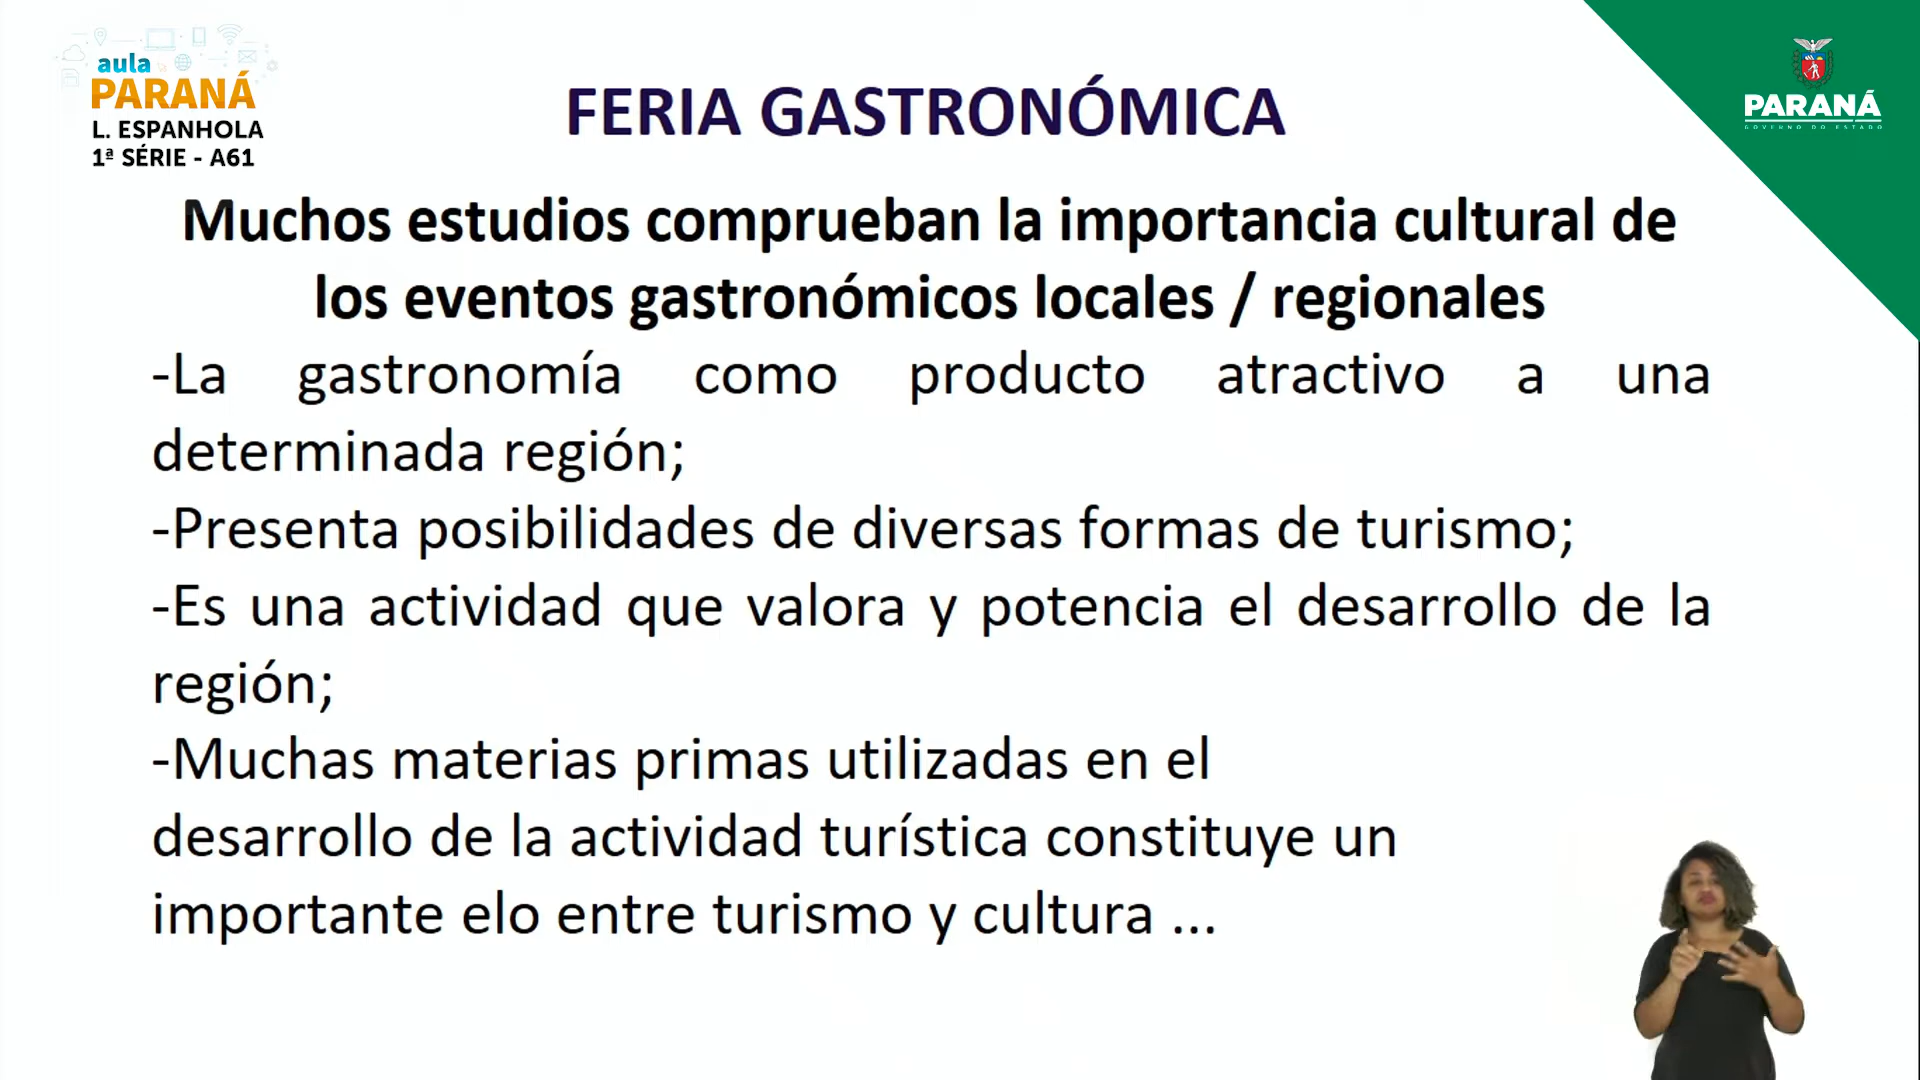 aula
PARANÁ
L. ESPANHOLA
1ª SÉRIE - A61
PARANÁ
GOVERNO DO ESTADO
FERIA GASTRONÓMICA
Muchos estudios comprueban la importancia cultural de
los eventos gastronómicos locales / regionales
-La gastronomía como producto atractivo a una
determinada región;
-Presenta posibilidades de diversas formas de turismo;
-Es una actividad que valora y potencia el desarrollo de la
región;
-Muchas materias primas utilizadas en el
desarrollo de la actividad turística constituye un
importante elo entre turismo y cultura ...